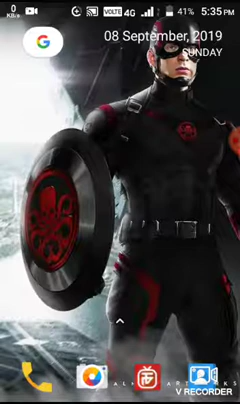 0 KB/s VOLTE 4G 41% 5:35 PM
G
08 September, 2019
SUNDAY
V RECORDER